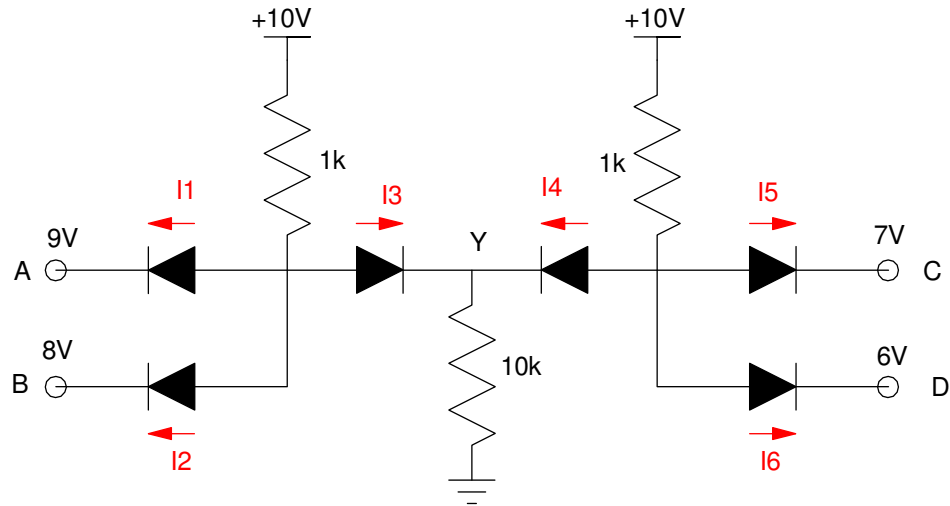 +10V +10V
1k 1k
I1 I3 I4 I5
9V Y 7V
A C
8V 6V
B 10k D
I2 I6